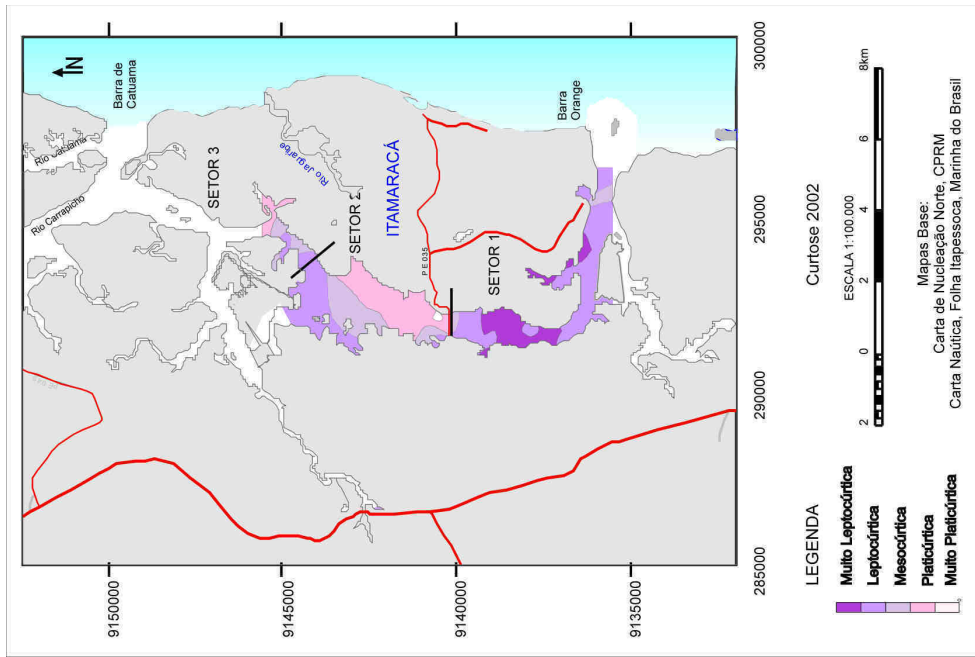 N
Barra de
Catuama
Rio Catuama
Rio Carrapicho
SETOR 3
Rio Jagraribe
SETOR 2
ITAMARACÁ
P E 035
SETOR 1
Barra
Orange
9150000
9145000
9140000
9135000
285000
290000
295000
300000
LEGENDA
Muito Leptocúrtica
Leptocúrtica
Mesocúrtica
Platicúrtica
Muito Platicúrtica
Curtose 2002
ESCALA 1:100.000
2
0
2
4
6
8km
Mapas Base:
Carta de Nucleação Norte, CPRM
Carta Naútica, Folha Itapessoca, Marinha do Brasil